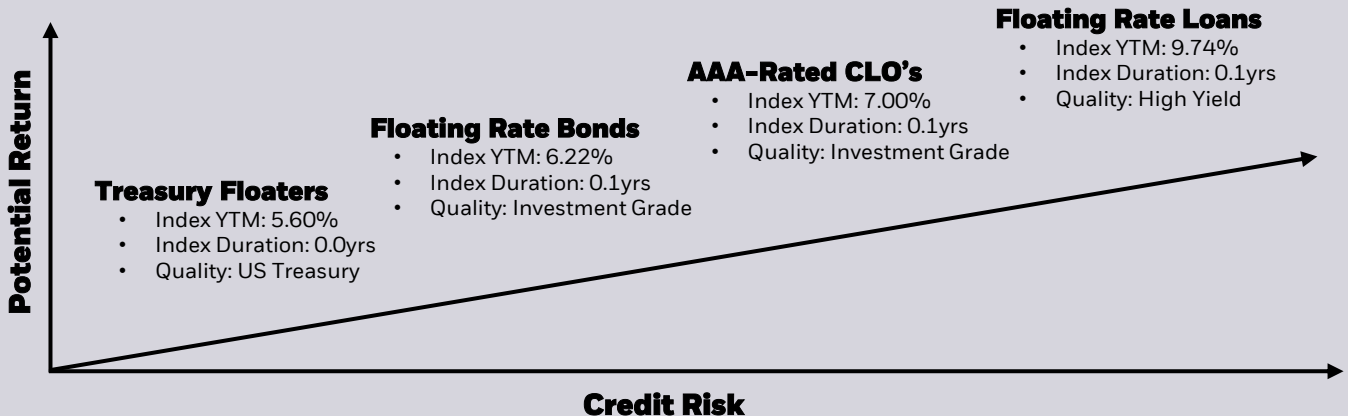 Floating Rate Loans
• Index YTM: 9.74%
• Index Duration: 0.1yrs
• Quality: High Yield
AAA-Rated CLO's
• Index YTM: 7.00%
• Index Duration: 0.1yrs
• Quality: Investment Grade
Floating Rate Bonds
• Index YTM: 6.22%
• Index Duration: 0.1yrs
• Quality: Investment Grade
Treasury Floaters
• Index YTM: 5.60%
• Index Duration: 0.0yrs
• Quality: US Treasury
Potential Return
Credit Risk